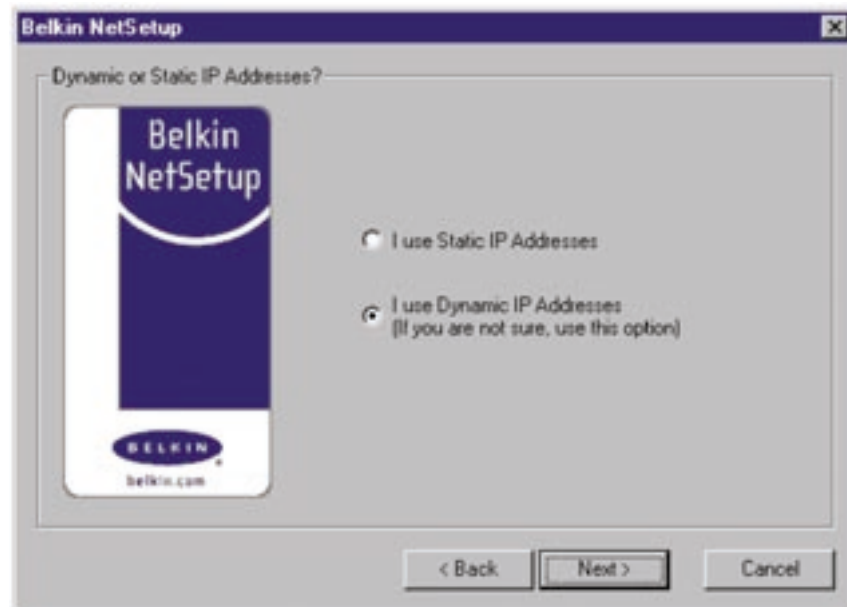 Belkin NetSetup
Dynamic or Static IP Addresses?
Belkin
NetSetup
I use Static IP Addresses
I use Dynamic IP Addresses
(If you are not sure, use this option)
BELKIN
belkin.com
< Back
Next >
Cancel